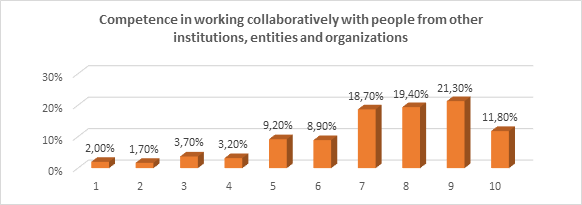 Competence in working collaboratively with people from other
institutions, entities and organizations
30%
20%
10%
0%
2,00% 1,70% 3,70% 3,20% 9,20% 8,90% 18,70% 19,40% 21,30% 11,80%
1 2 3 4 5 6 7 8 9 10